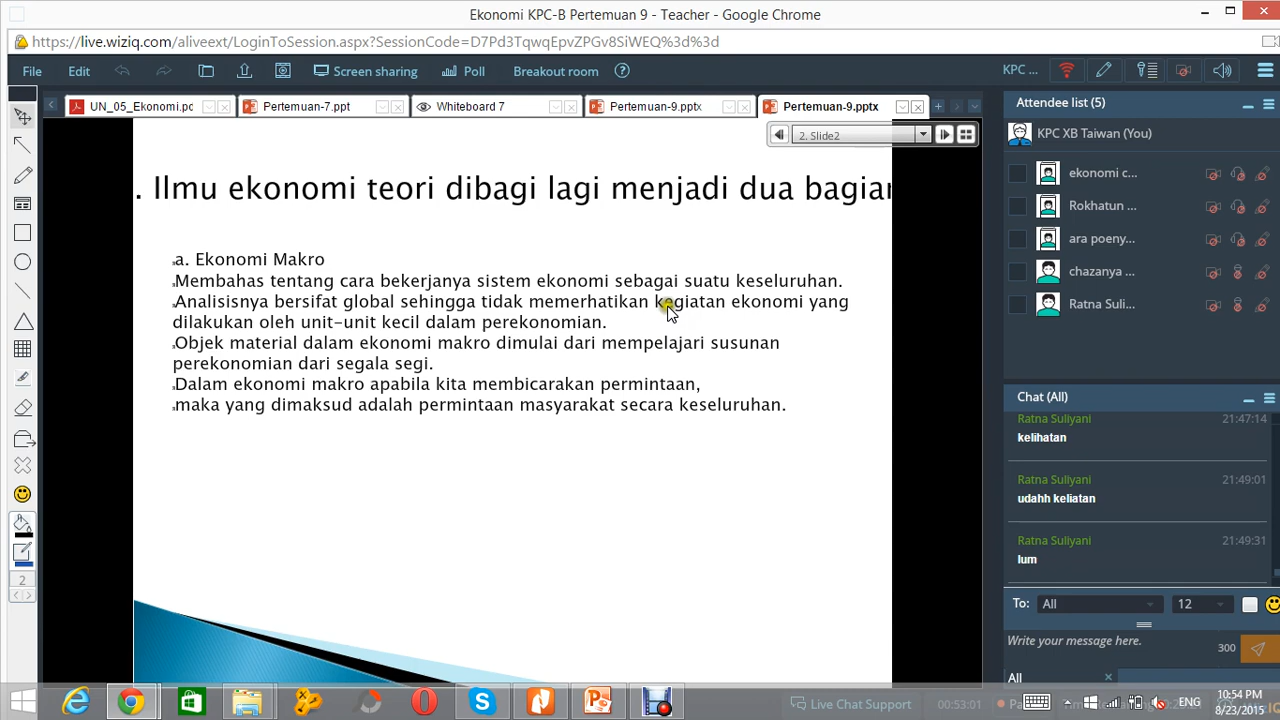 Ekonomi KPC-B Pertemuan 9 - Teacher - Google Chrome
https://live.wiziq.com/aliveext/LoginToSession.aspx?SessionCode=D7Pd3TqwqEpvZPGv8SiWEQ%3d%3d
File Edit Screen sharing Poll Breakout room KPC ...
UN_05_Ekonomi.pc Pertemuan-7.ppt Whiteboard 7 Pertemuan-9.pptx Pertemuan-9.pptx
2. Slide2
. Ilmu ekonomi teori dibagi lagi menjadi dua bagian
a. Ekonomi Makro
Membahas tentang cara bekerjanya sistem ekonomi sebagai suatu keseluruhan.
Analisisnya bersifat global sehingga tidak memerhatikan kegiatan ekonomi yang
dilakukan oleh unit-unit kecil dalam perekonomian.
Objek material dalam ekonomi makro dimulai dari mempelajari susunan
perekonomian dari segala segi.
Dalam ekonomi makro apabila kita membicarakan permintaan,
maka yang dimaksud adalah permintaan masyarakat secara keseluruhan.
2
Attendee list (5)
KPC XB Taiwan (You)
ekonomi c...
Rokhatun ...
ara poeny...
chazanya ...
Ratna Suli...
Chat (All)
Ratna Suliyani 21:47:14
kelihatan
Ratna Suliyani 21:49:01
udahh keliatan
Ratna Suliyani 21:49:31
lum
To: All 12
Write your message here. 300
All
Live Chat Support 00:53:01
ENG
10:54 PM
8/23/2015